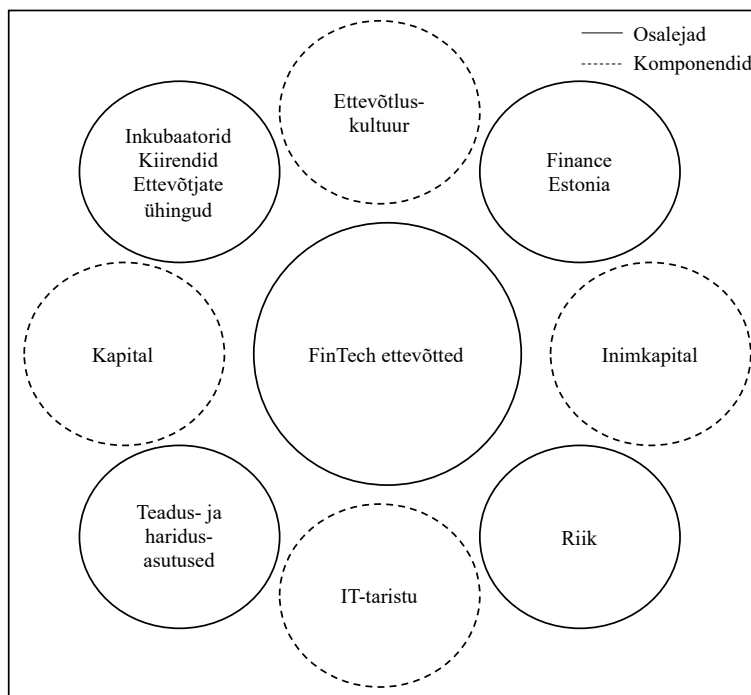 Osalejad
Komponendid
Ettevõtlus-
kultuur
Inkubaatorid
Kiirendid
Ettevõtjate
ühingud
Finance
Estonia
Kapital
FinTech ettevõtted
Inimkapital
Teadus- ja
haridus-
asutused
Riik
IT-taristu